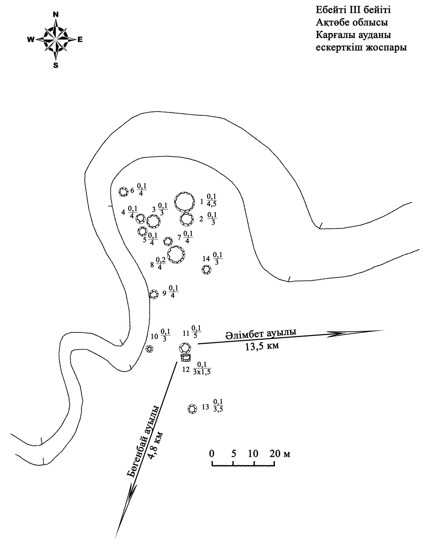 N
W E
S
Ебейті III бейіті
Ақтөбе облысы
Карғалы ауданы
ескерткіш жоспары
6 0,1/4
4 0,1/4
3 0,1/3
1 0,1/4,5
2 0,1/3
5 0,1/4
7 0,1/4
8 0,2/4
14 0,1/3
9 0,1/4
10 0,1/3
11 0,1/5
Әлімбет ауылы
13,5 км
12 0,1/3х1,5
13 0,1/3,5
Бөгенбай ауылы
4,8 км
0 10 20 м